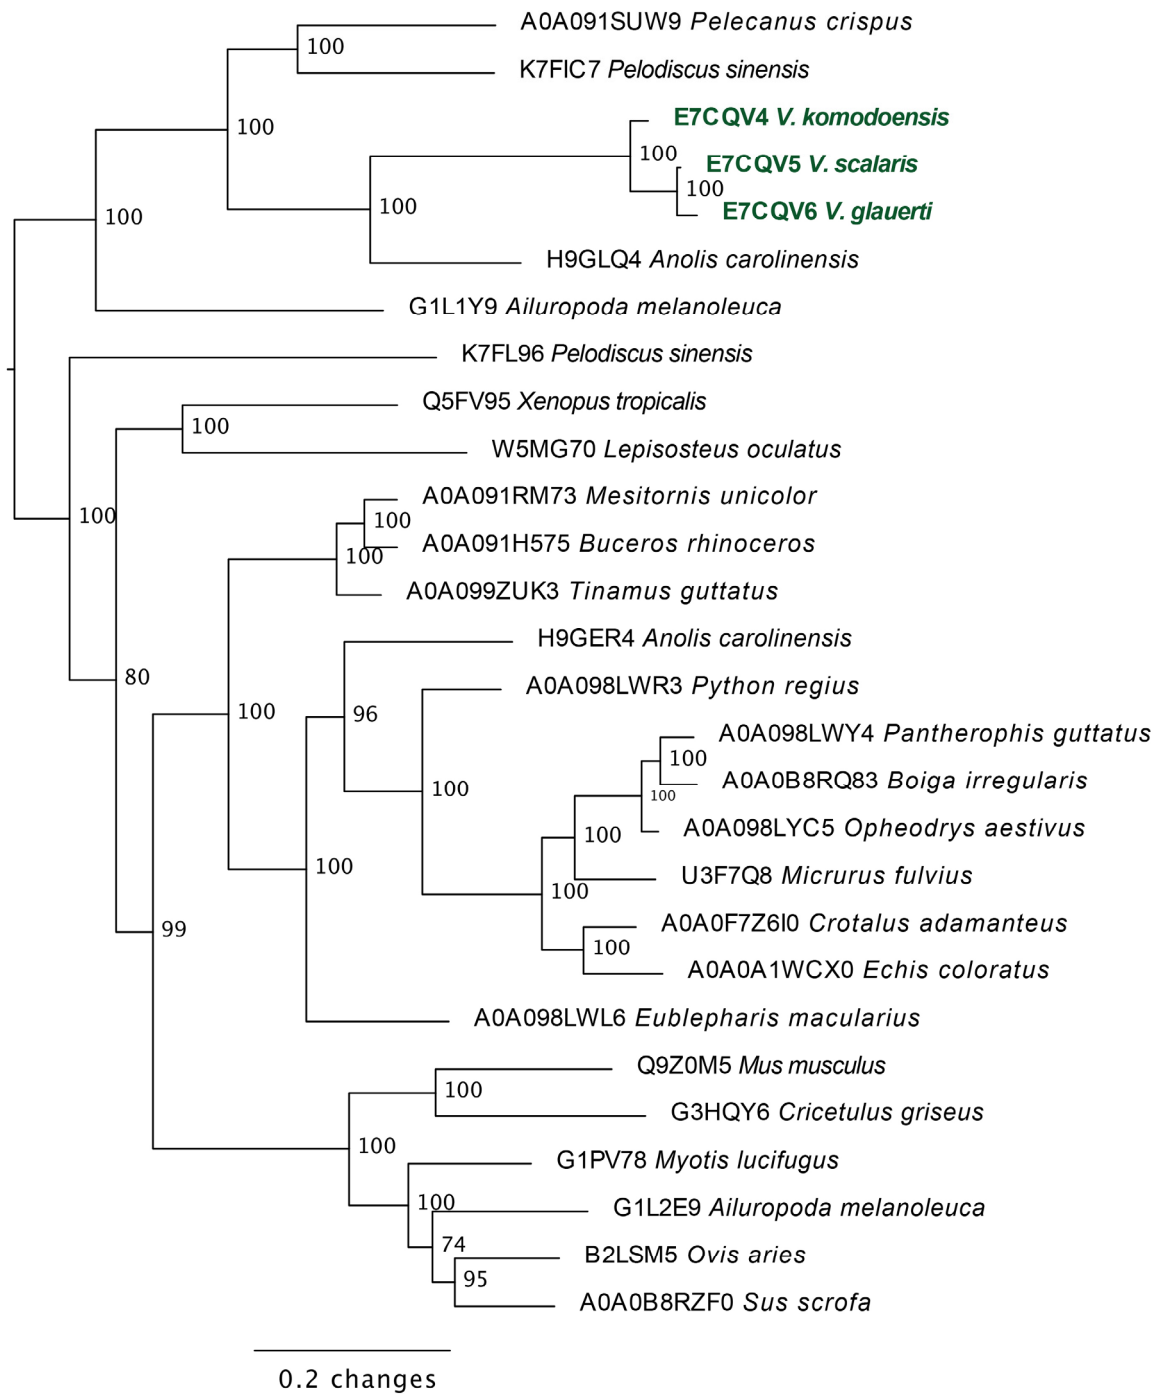 A0A091SUW9 Pelecanus crispus
100
K7FIC7 Pelodiscus sinensis
E7CQV4 V. komodoensis
100
100
E7CQV5 V. scalaris
100
E7CQV6 V. glauerti
100
100
H9GLQ4 Anolis carolinensis
G1L1Y9 Ailuropoda melanoleuca
K7FL96 Pelodiscus sinensis
Q5FV95 Xenopus tropicalis
100
W5MG70 Lepisosteus oculatus
A0A091RM73 Mesitornis unicolor
100
100
A0A091H575 Buceros rhinoceros
100
A0A099ZUK3 Tinamus guttatus
H9GER4 Anolis carolinensis
80
A0A098LWR3 Python regius
100
96
A0A098LWY4 Pantherophis guttatus
100
A0A0B8RQ83 Boiga irregularis
100
100
A0A098LYC5 Opheodrys aestivus
100
100
U3F7Q8 Micrurus fulvius
100
A0A0F7Z6I0 Crotalus adamanteus
99
100
A0A0A1WCX0 Echis coloratus
A0A098LWL6 Eublepharis macularius
Q9Z0M5 Mus musculus
100
G3HQY6 Cricetulus griseus
100
G1PV78 Myotis lucifugus
100
G1L2E9 Ailuropoda melanoleuca
74
B2LSM5 Ovis aries
95
A0A0B8RZF0 Sus scrofa
0.2 changes